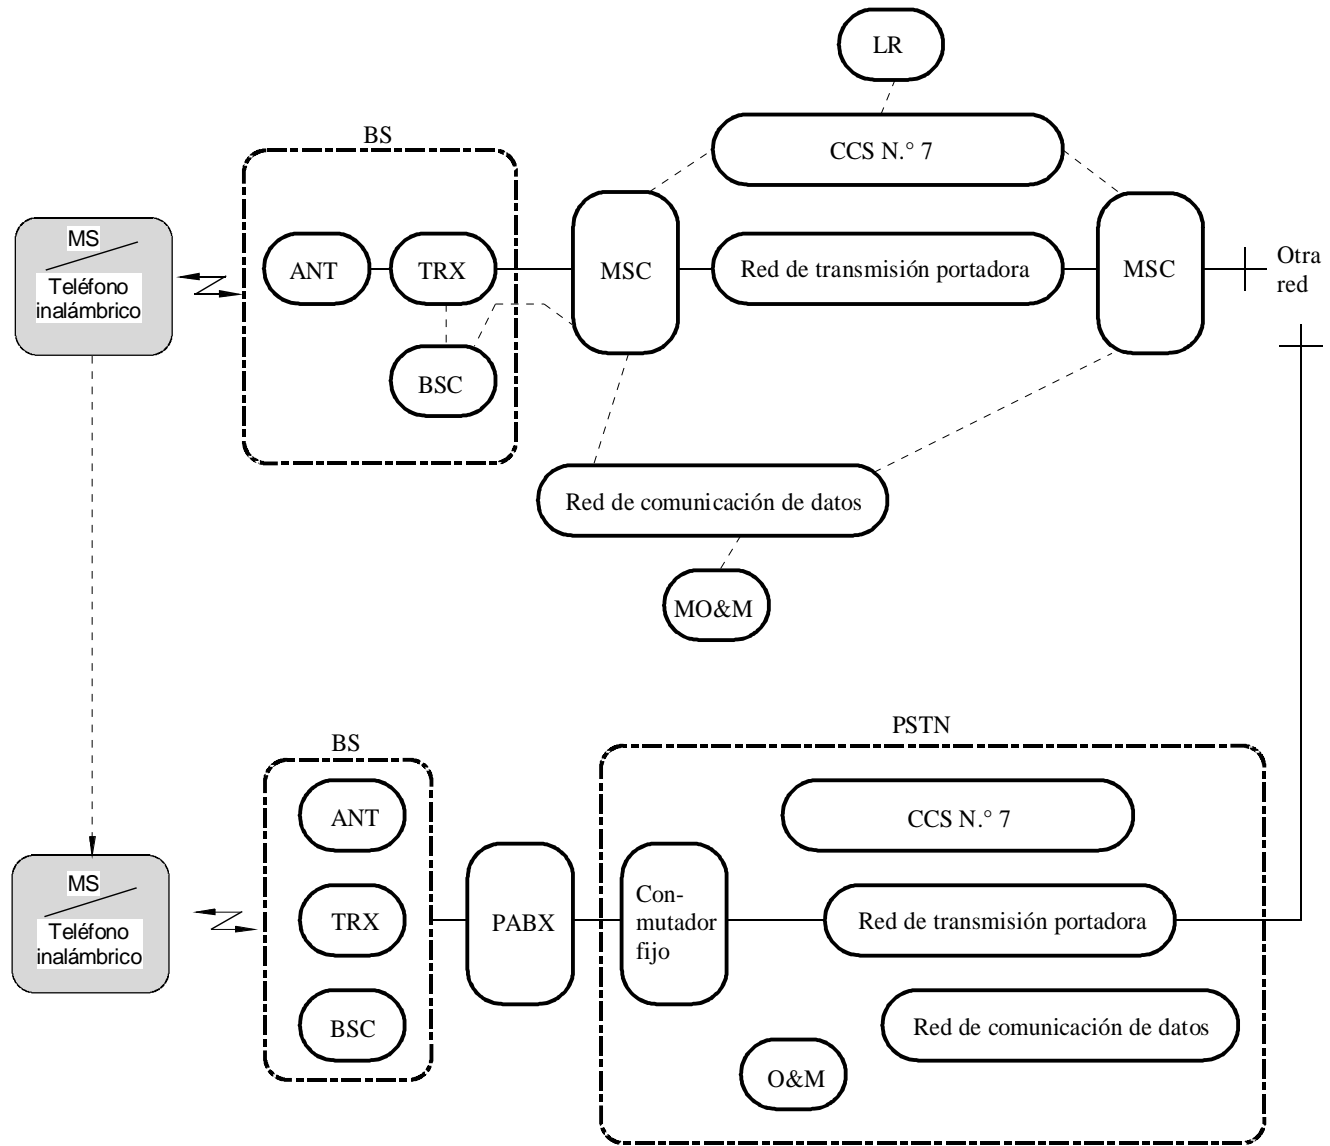 LR
BS
CCS N.° 7
MS
Teléfono
inalámbrico
ANT
TRX
MSC
Red de transmisión portadora
MSC
Otra
red
BSC
Red de comunicación de datos
MO&M
PSTN
BS
ANT
CCS N.° 7
MS
Teléfono
inalámbrico
TRX
PABX
Con-
mutador
fijo
Red de transmisión portadora
BSC
Red de comunicación de datos
O&M